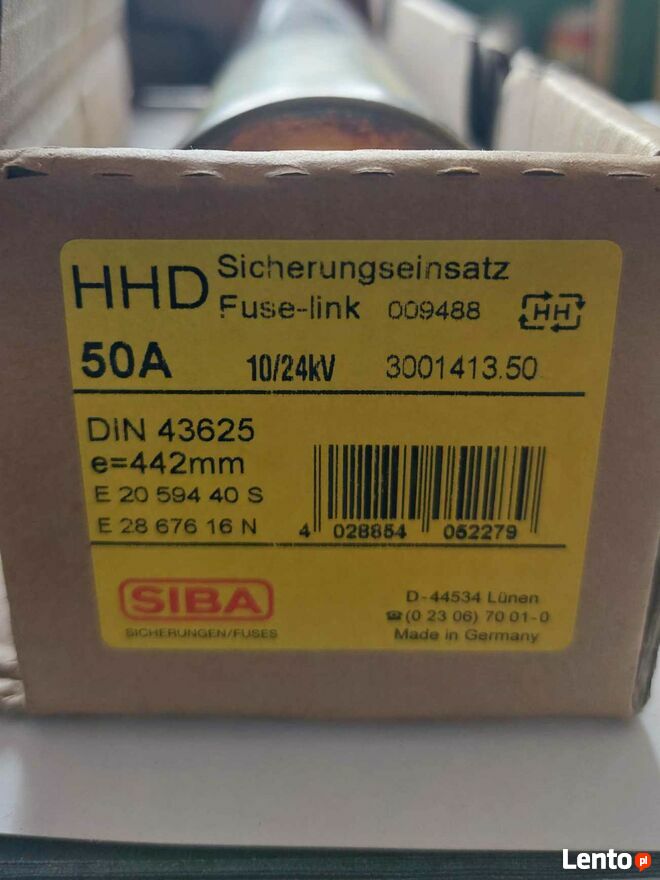 HHD Sicherungseinsatz
Fuse-link 009488 HH
50A 10/24kV 3001413.50
DIN 43625
e=442mm
E 20 594 40 S
E 28 676 16 N
4 028854 052279
SIBA
SICHERUNGEN/FUSES
D-44534 Lünen
☎(0 23 06) 70 01-0
Made in Germany
Lento.pl